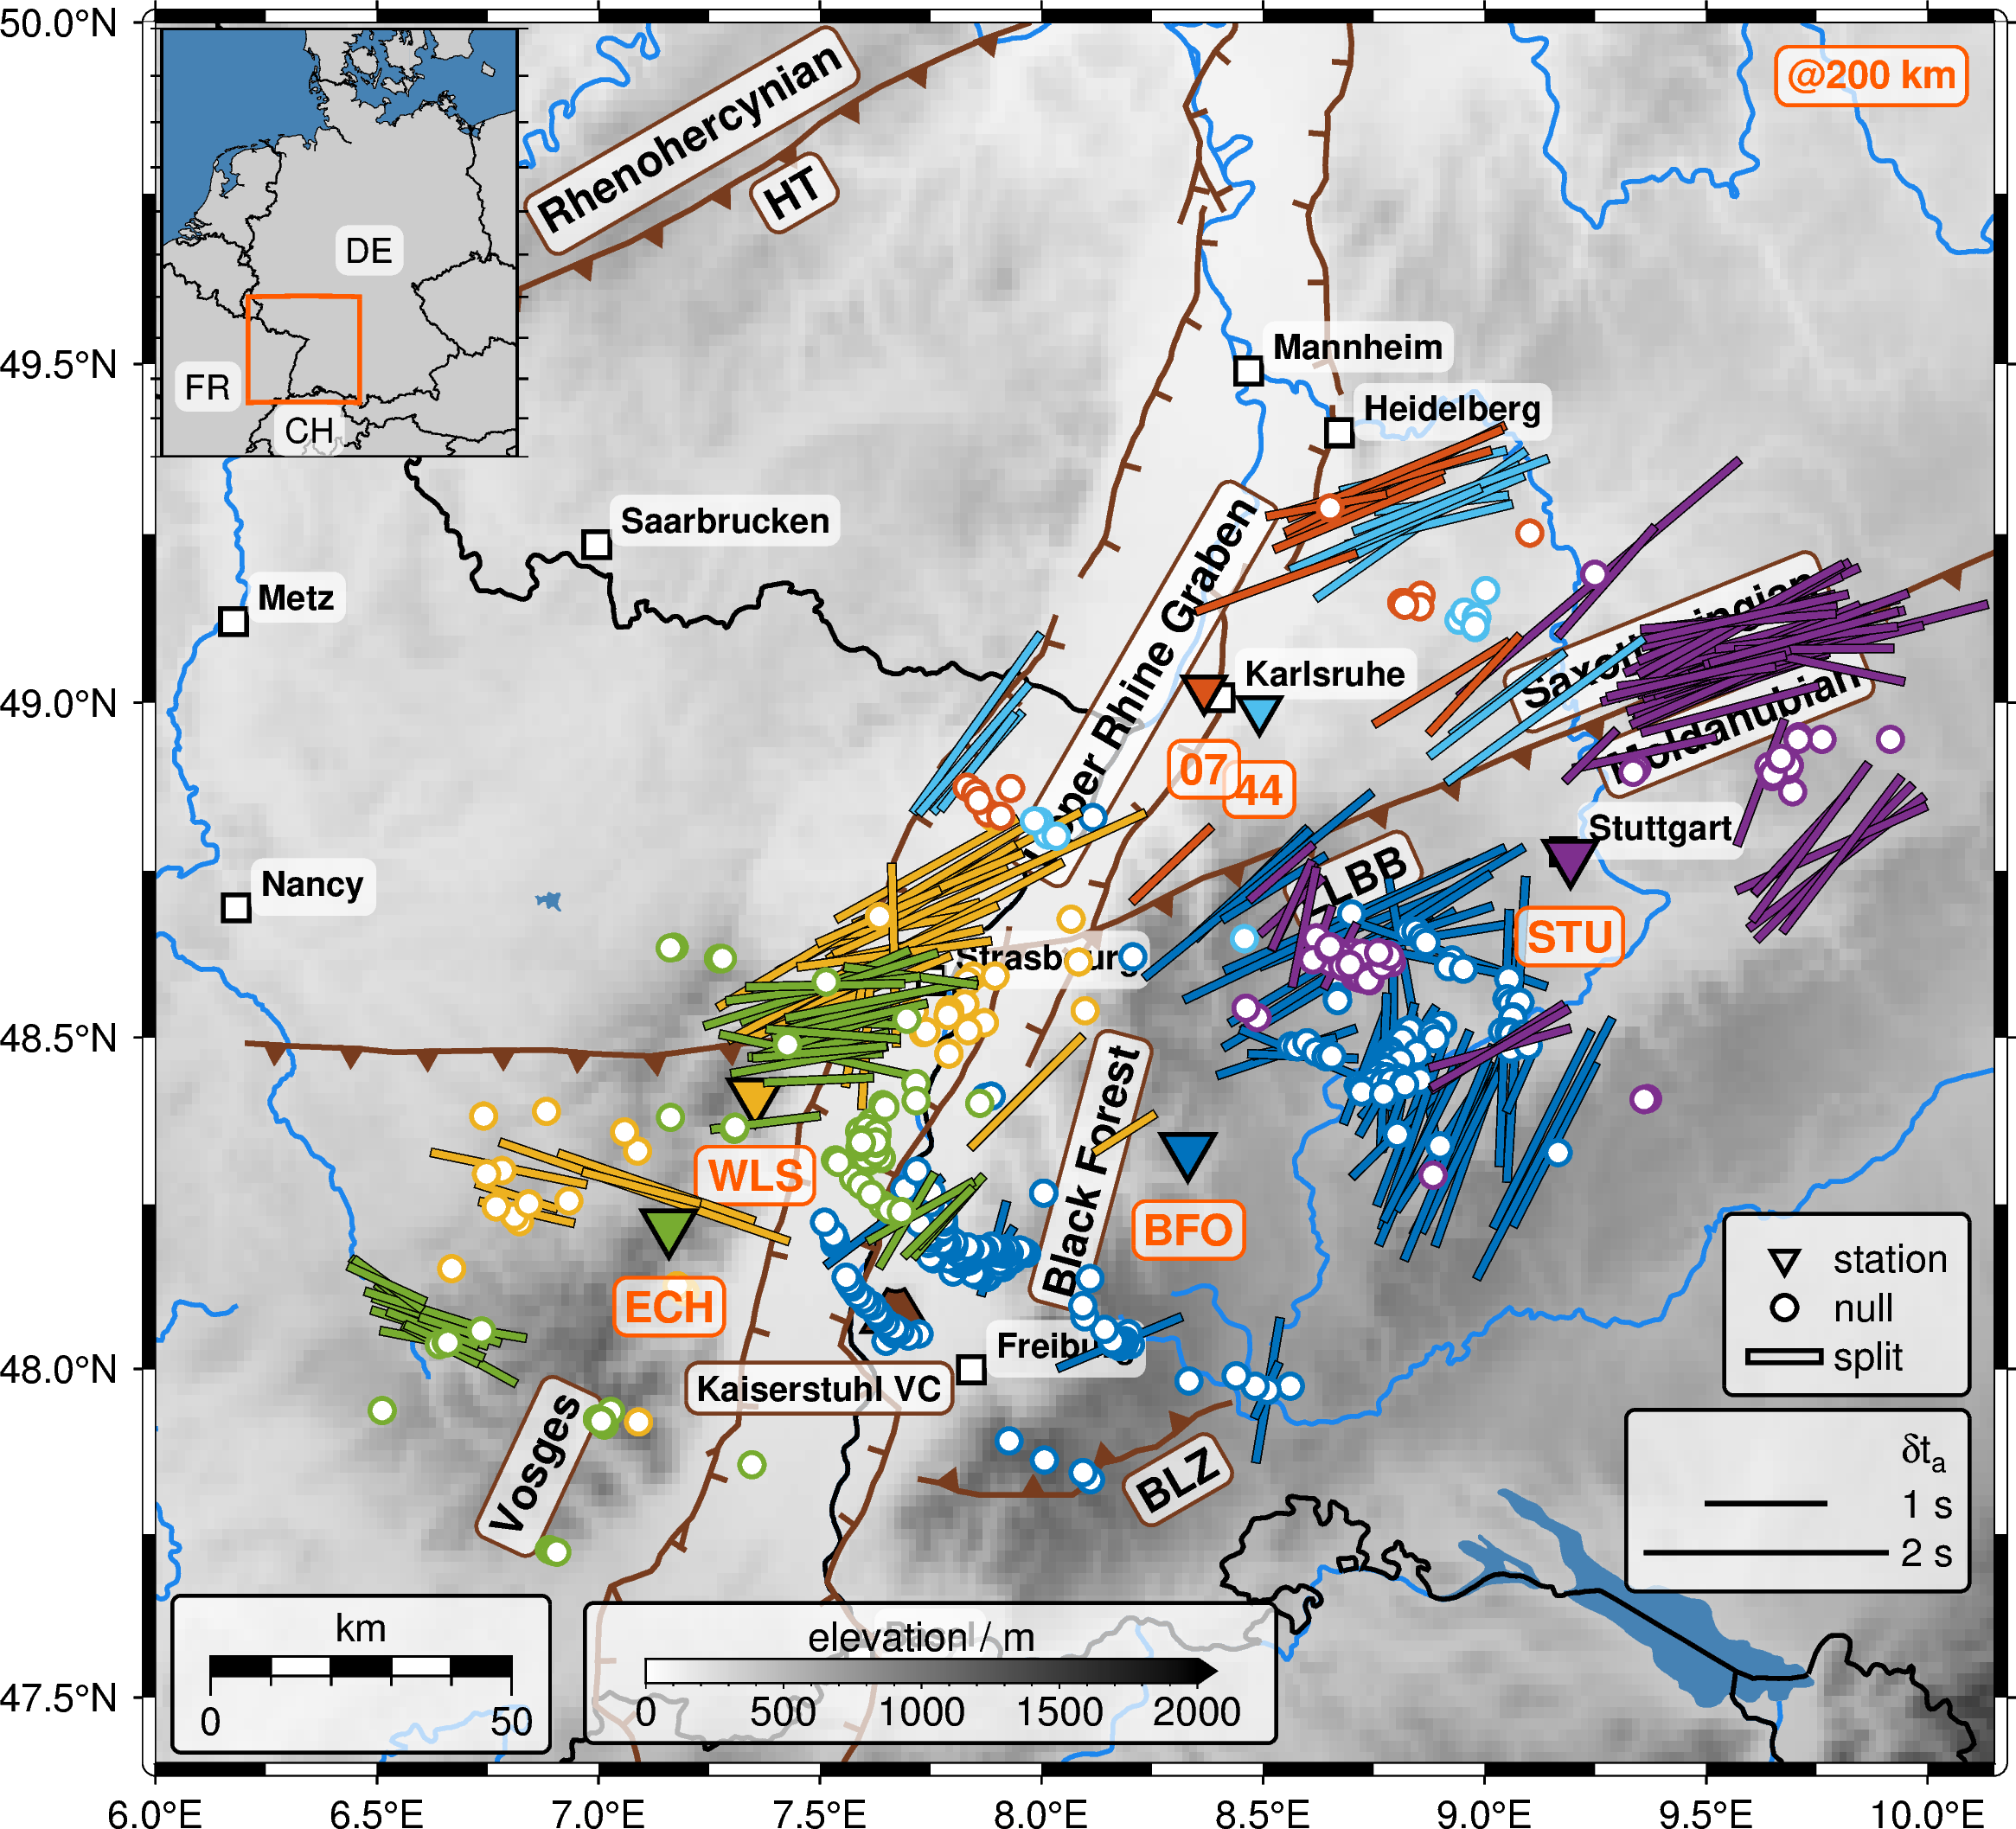 50.0°N
49.5°N
49.0°N
48.5°N
48.0°N
47.5°N
6.0°E
6.5°E
7.0°E
7.5°E
8.0°E
8.5°E
9.0°E
9.5°E
10.0°E
DE
FR
CH
Rhenohercynian
HT
@200 km
Mannheim
Heidelberg
Saarbrucken
Metz
Upper Rhine Graben
Saxothuringian
Moldanubian
Karlsruhe
07
44
Stuttgart
Nancy
LBB
STU
Strasbourg
Black Forest
WLS
BFO
ECH
Freiburg
Kaiserstuhl VC
Vosges
BLZ
station
null
split
δta
1 s
2 s
km
0
50
Basel
elevation / m
0
500
1000
1500
2000